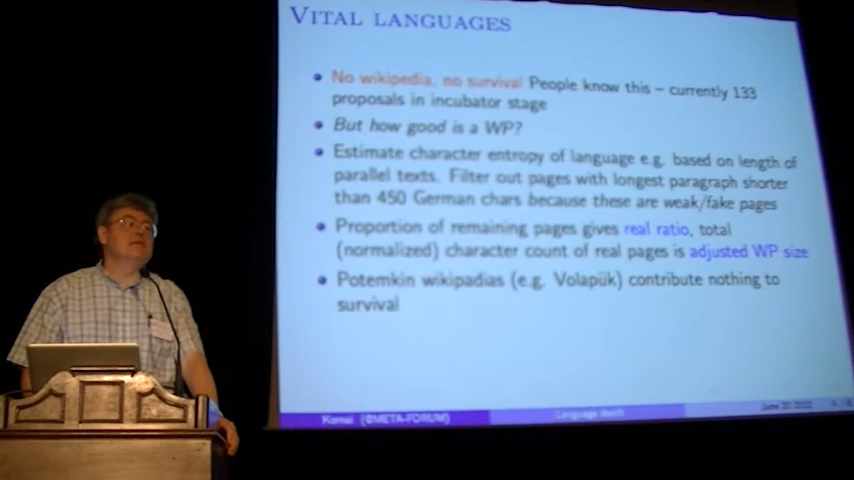 VITAL LANGUAGES
• No wikipedia, no survival People know this – currently 133
proposals in incubator stage
• But how good is a WP?
• Estimate character entropy of language e.g. based on length of
parallel texts. Filter out pages with longest paragraph shorter
than 450 German chars because these are weak/fake pages
• Proportion of remaining pages gives real ratio, total
(normalized) character count of real pages is adjusted WP size
• Potemkin wikipadias (e.g. Volapük) contribute nothing to
survival
Kornai (@META-FORUM)
Language death
June